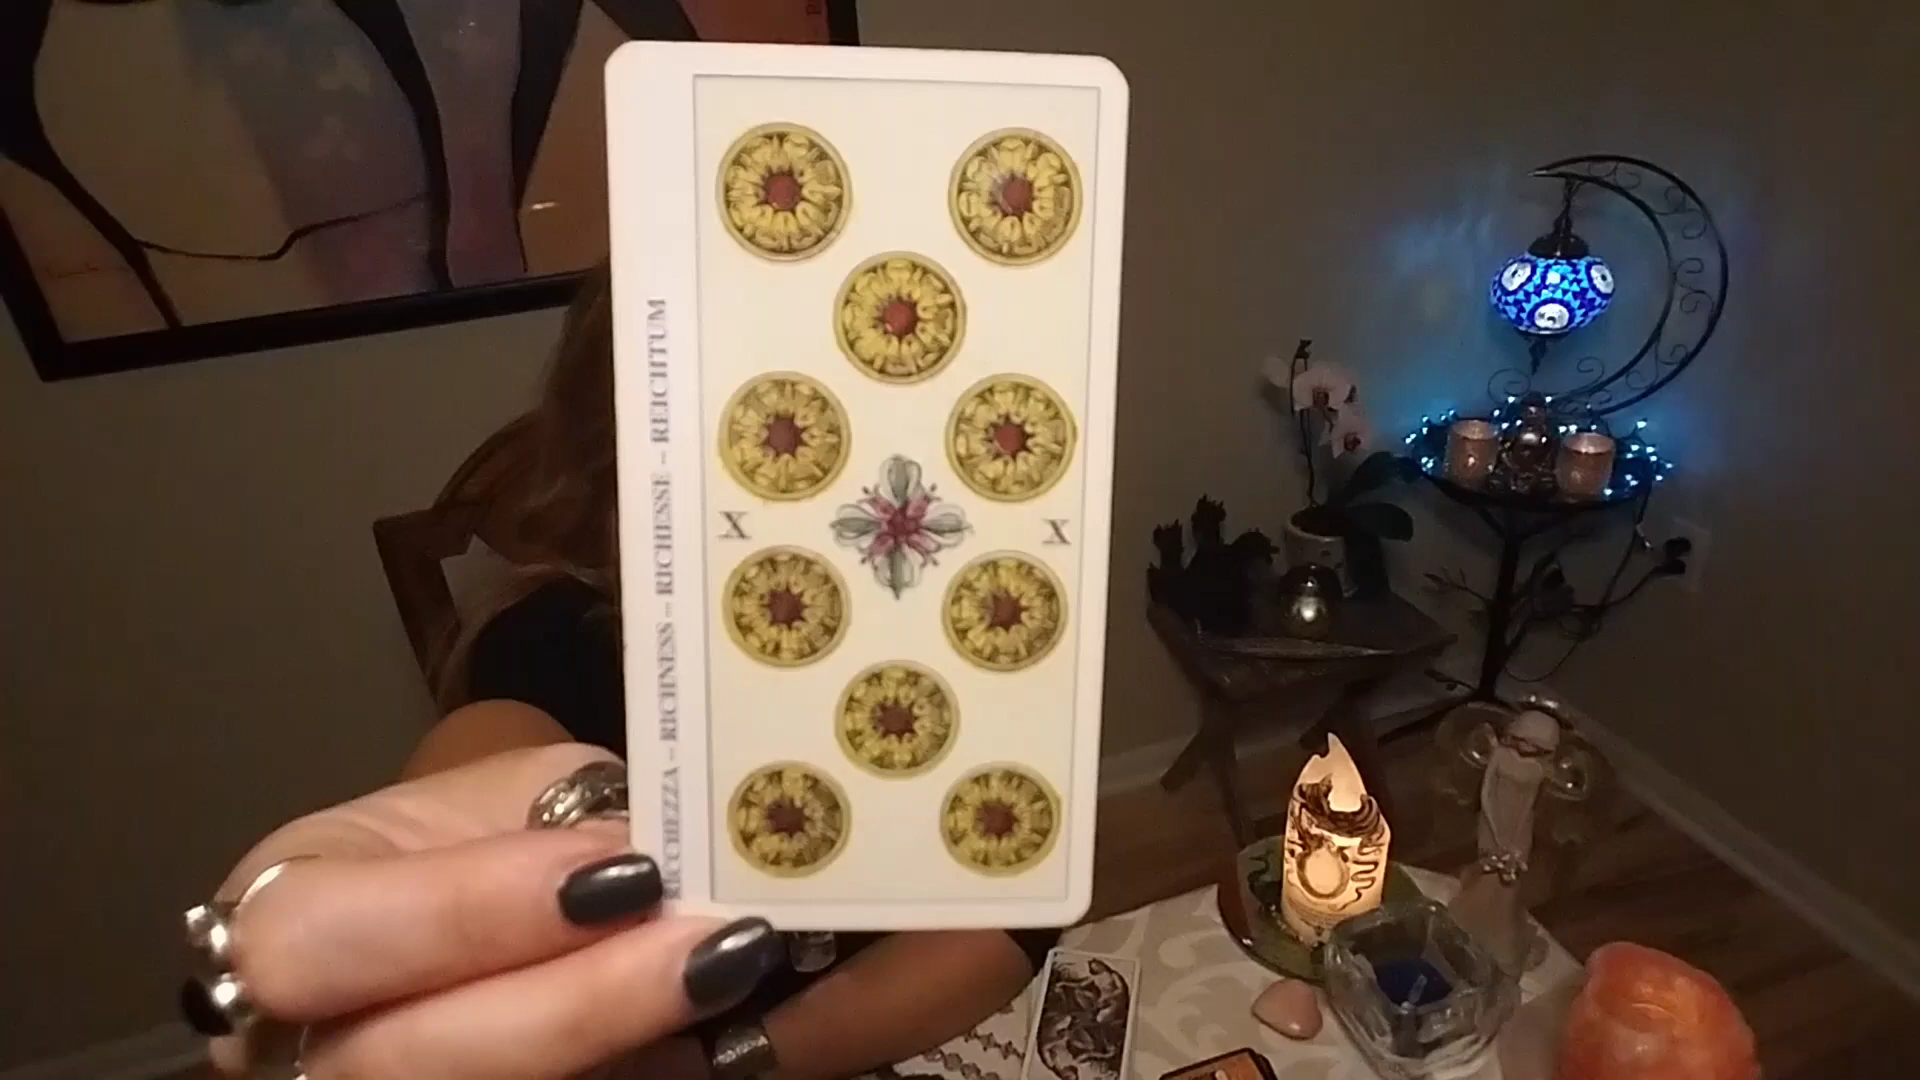 RICCHEZZA – RICHNESS – RICHESSE – REICHTUM
X X